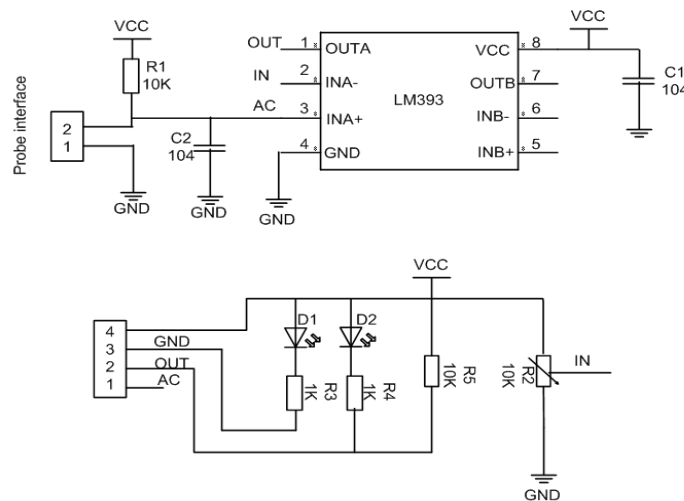 VCC
R1
10K
Probe interface
2
1
GND
C2
104
GND
AC
GND
OUT
IN
1
2
3
4
OUTA
INA-
INA+
GND
LM393
VCC
OUTB
INB-
INB+
8
7
6
5
VCC
C1
104
GND
VCC
4
3
2
1
GND
OUT
AC
D1
D2
R3
1K
R4
1K
R5
10K
R2
10K
IN
GND